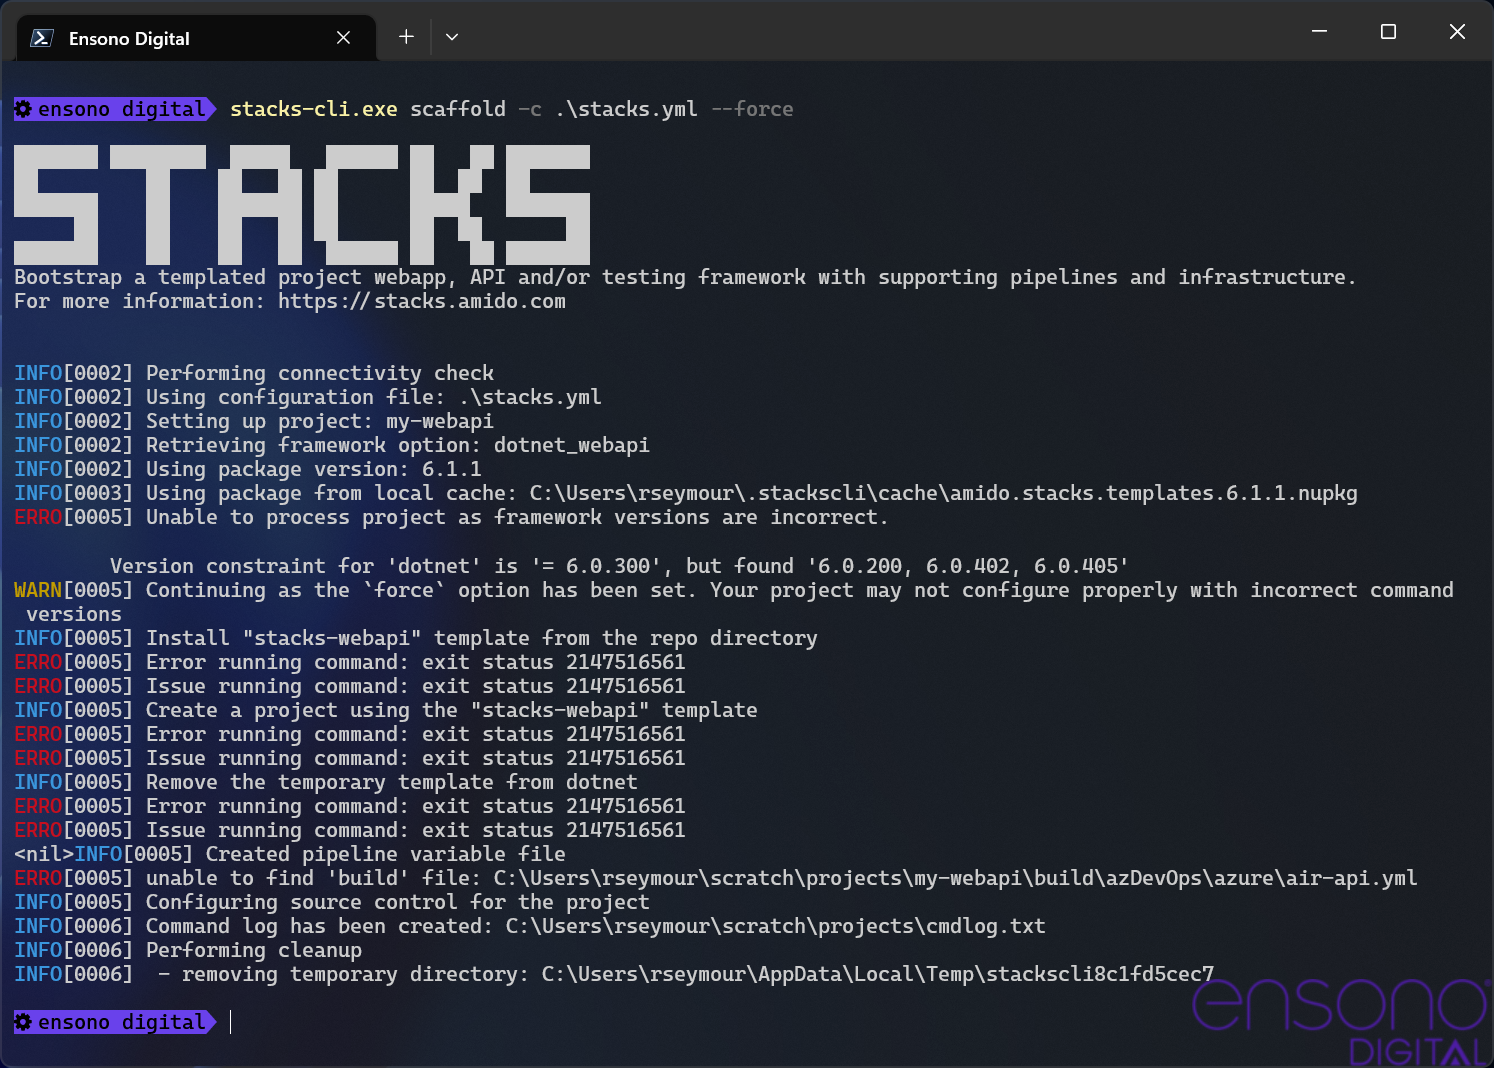 Ensono Digital
ensono digital stacks-cli.exe scaffold -c .\stacks.yml --force
STACKS
Bootstrap a templated project webapp, API and/or testing framework with supporting pipelines and infrastructure.
For more information: https://stacks.amido.com
INFO[0002] Performing connectivity check
INFO[0002] Using configuration file: .\stacks.yml
INFO[0002] Setting up project: my-webapi
INFO[0002] Retrieving framework option: dotnet_webapi
INFO[0002] Using package version: 6.1.1
INFO[0003] Using package from local cache: C:\Users\rseymour\.stackscli\cache\amido.stacks.templates.6.1.1.nupkg
ERRO[0005] Unable to process project as framework versions are incorrect.
Version constraint for 'dotnet' is '= 6.0.300', but found '6.0.200, 6.0.402, 6.0.405'
WARN[0005] Continuing as the `force` option has been set. Your project may not configure properly with incorrect command
versions
INFO[0005] Install "stacks-webapi" template from the repo directory
ERRO[0005] Error running command: exit status 2147516561
ERRO[0005] Issue running command: exit status 2147516561
INFO[0005] Create a project using the "stacks-webapi" template
ERRO[0005] Error running command: exit status 2147516561
ERRO[0005] Issue running command: exit status 2147516561
INFO[0005] Remove the temporary template from dotnet
ERRO[0005] Error running command: exit status 2147516561
ERRO[0005] Issue running command: exit status 2147516561
<nil>INFO[0005] Created pipeline variable file
ERRO[0005] unable to find 'build' file: C:\Users\rseymour\scratch\projects\my-webapi\build\azDevOps\azure\air-api.yml
INFO[0005] Configuring source control for the project
INFO[0006] Command log has been created: C:\Users\rseymour\scratch\projects\cmdlog.txt
INFO[0006] Performing cleanup
INFO[0006]  - removing temporary directory: C:\Users\rseymour\AppData\Local\Temp\stackscli8c1fd5cec7
ensono digital
ensono
DIGITAL